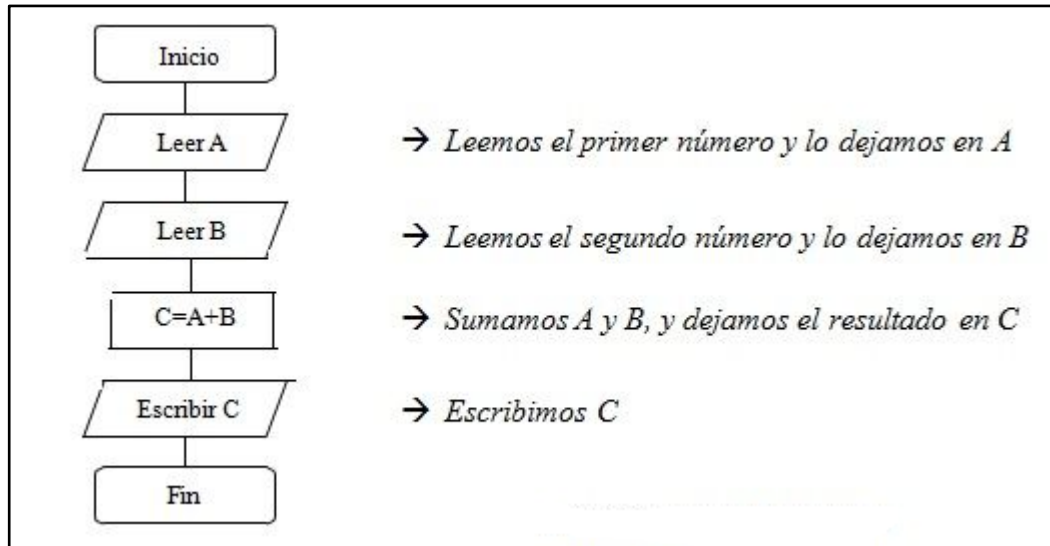 Inicio
Leer A
→ Leemos el primer número y lo dejamos en A
Leer B
→ Leemos el segundo número y lo dejamos en B
C=A+B
→ Sumamos A y B, y dejamos el resultado en C
Escribir C
→ Escribimos C
Fin